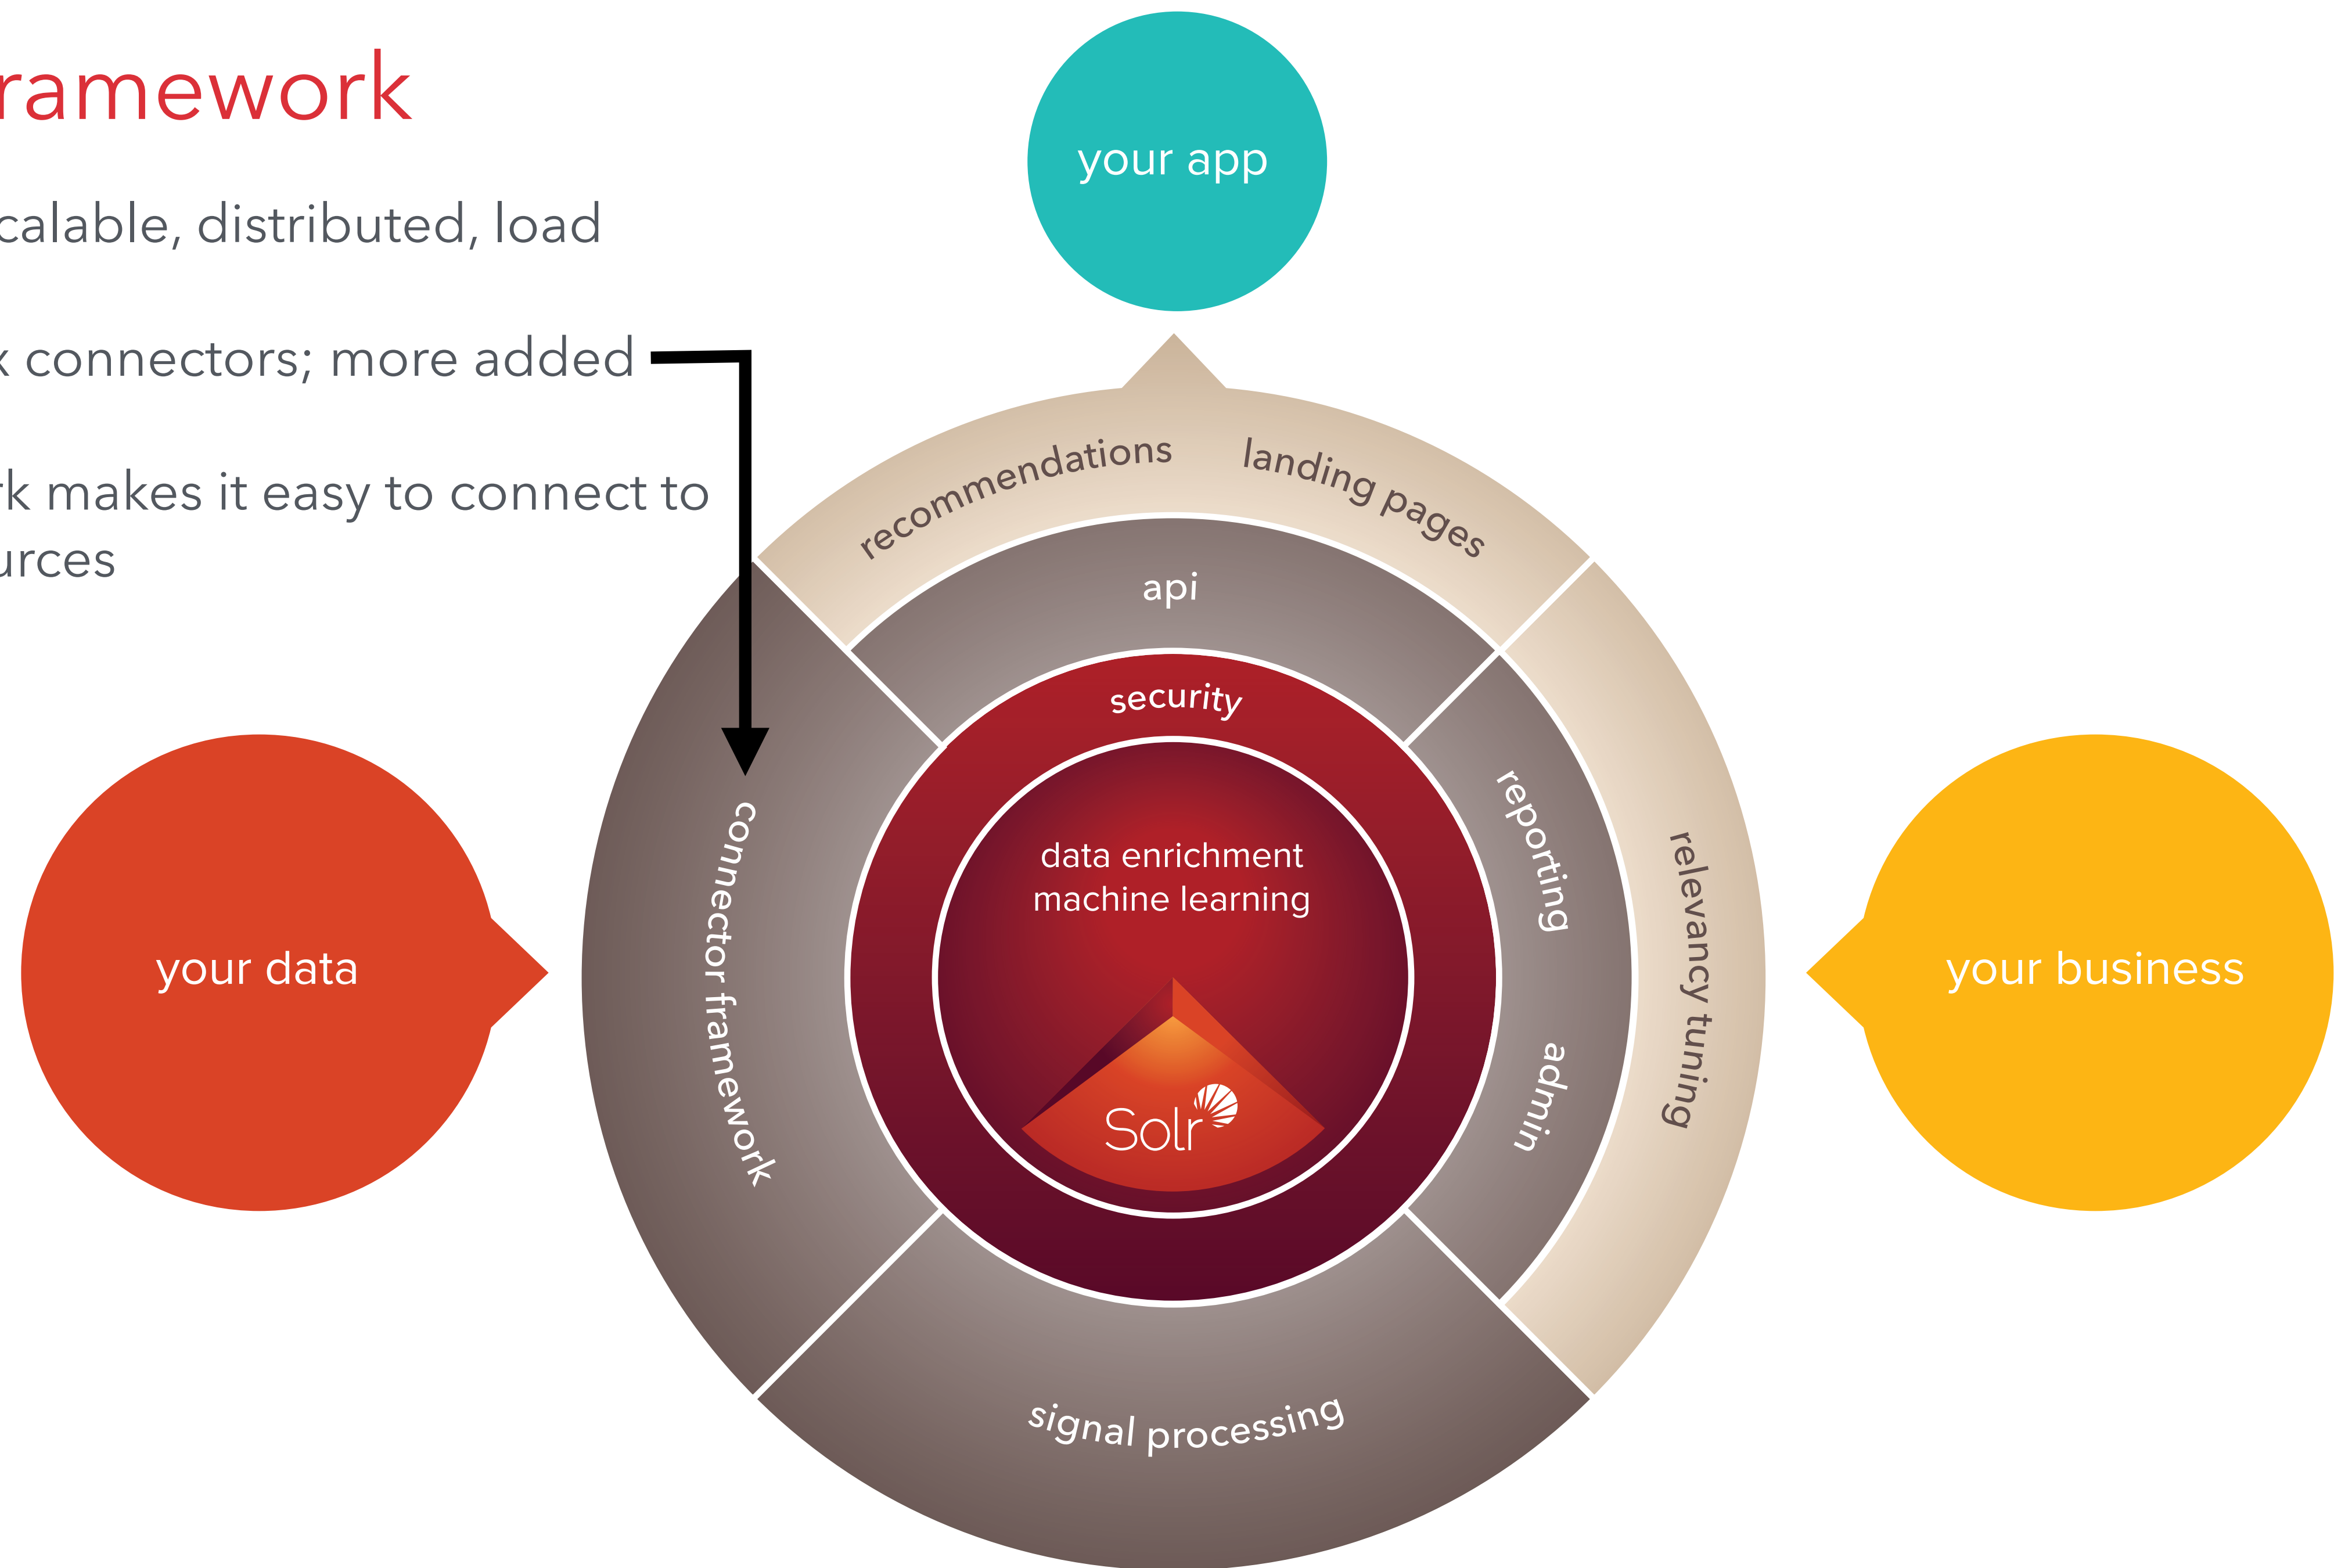 ramework
calable, distributed, load
connectors; more added
makes it easy to connect to
urces
your app
recommendations landing pages
api
security
data enrichment
machine learning
Solr
reporting
admin
relevancy tuning
connector framework
signal processing
your data
your business